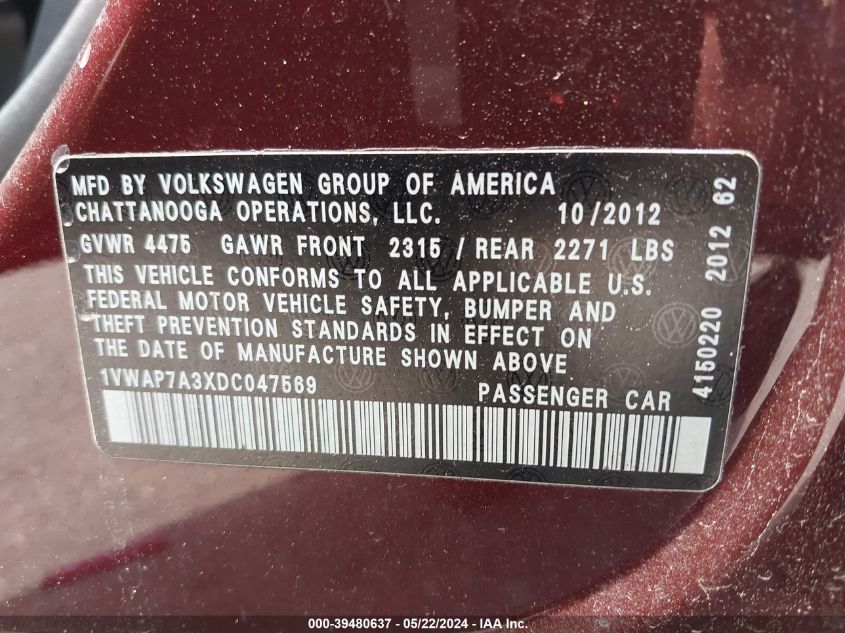 MFD BY VOLKSWAGEN GROUP OF AMERICA
CHATTANOOGA OPERATIONS, LLC. 10/2012
GVWR 4475 GAWR FRONT 2315 / REAR 2271 LBS
THIS VEHICLE CONFORMS TO ALL APPLICABLE U.S.
FEDERAL MOTOR VEHICLE SAFETY, BUMPER AND
THEFT PREVENTION STANDARDS IN EFFECT ON
THE DATE OF MANUFACTURE SHOWN ABOVE
1VWAP7A3XDC047569 PASSENGER CAR
4150220 2012 62
000-39480637 - 05/22/2024 - IAA Inc.